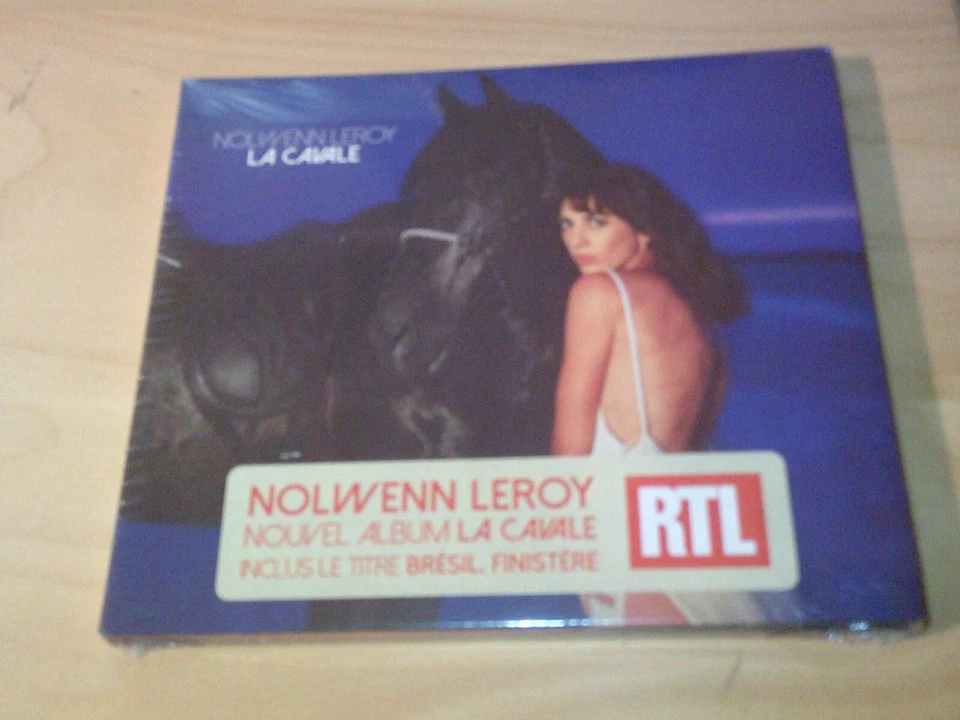 NOLWENN LEROY
LA CAVALE
NOLWENN LEROY
NOUVEL ALBUM LA CAVALE
INCLUS LE TITRE BRÉSIL, FINISTÈRE
RTL